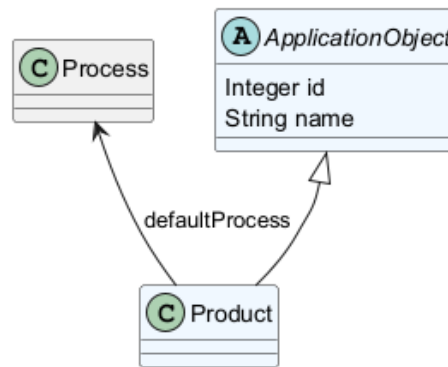 C Process
A ApplicationObject
Integer id
String name
defaultProcess
C Product